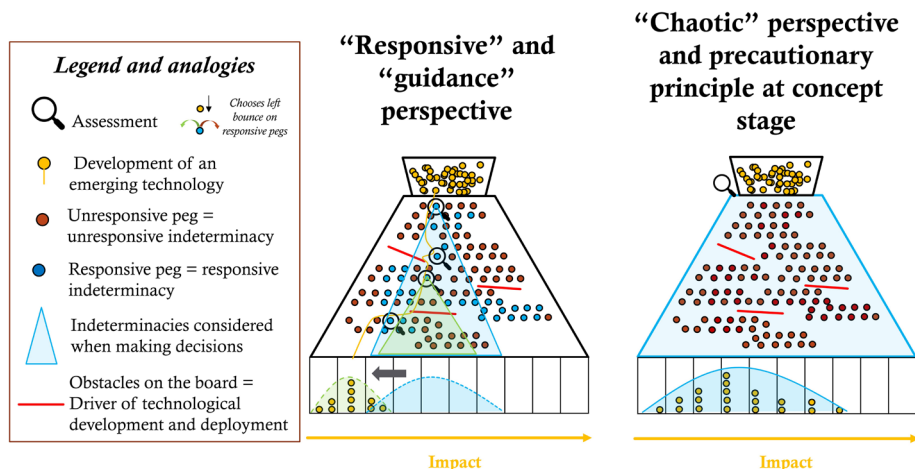 Legend and analogies
Assessment
Chooses left
bounce on
responsive pegs
Development of an
emerging technology
Unresponsive peg =
unresponsive indeterminacy
Responsive peg = responsive
indeterminacy
Indeterminacies considered
when making decisions
Obstacles on the board =
Driver of technological
development and deployment
“Responsive” and
“guidance”
perspective
Impact
“Chaotic” perspective
and precautionary
principle at concept
stage
Impact